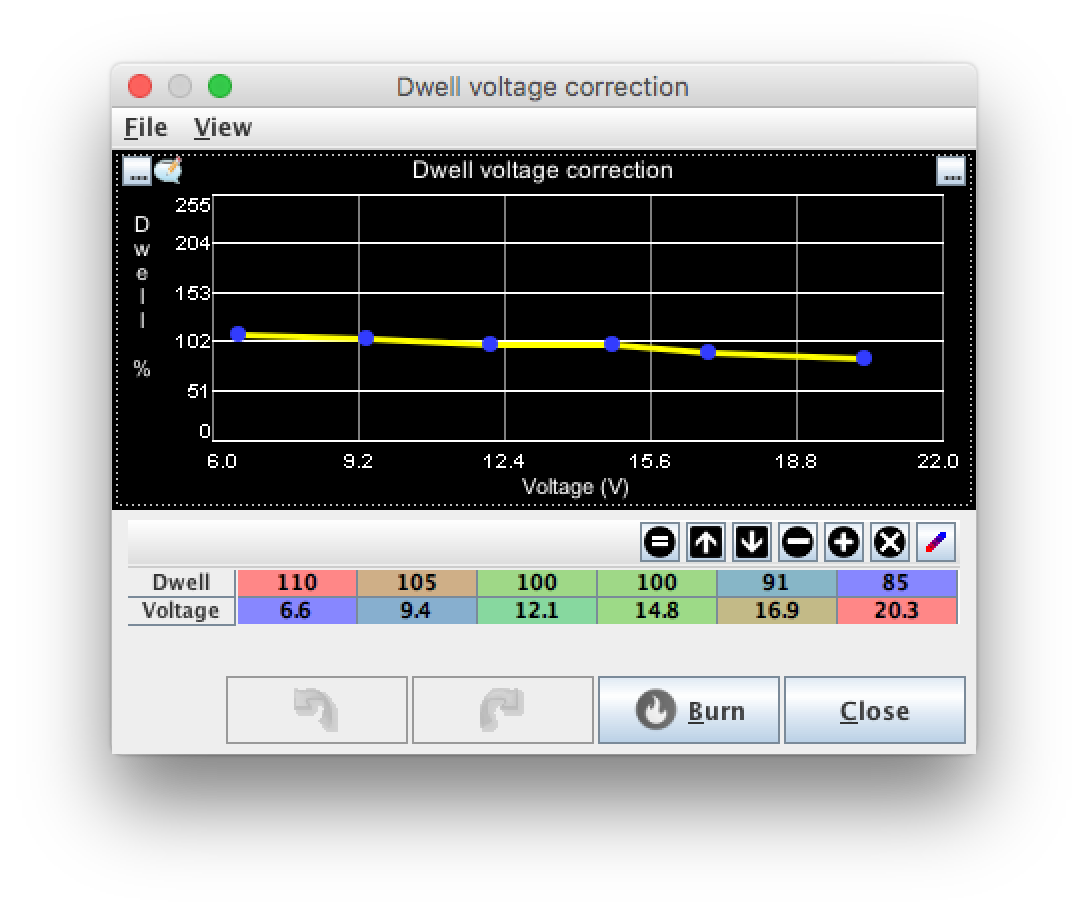 Dwell voltage correction
File View
... Dwell voltage correction ...
Dwell %
255
204
153
102
51
0
6.0 9.2 12.4 15.6 18.8 22.0
Voltage (V)
Dwell 110 105 100 100 91 85
Voltage 6.6 9.4 12.1 14.8 16.9 20.3
Burn Close